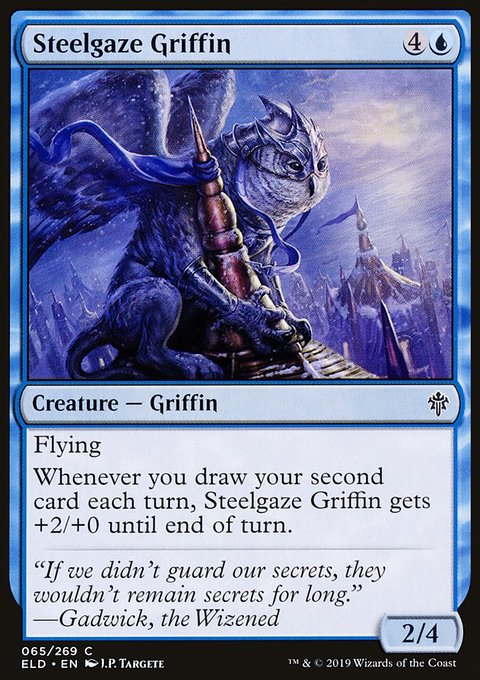 Steelgaze Griffin 4
Creature — Griffin
Flying
Whenever you draw your second
card each turn, Steelgaze Griffin gets
+2/+0 until end of turn.
“If we didn’t guard our secrets, they
wouldn’t remain secrets for long.”
—Gadwick, the Wizened
2/4
065/269 C
ELD • EN J.P. Targete
™ & © 2019 Wizards of the Coast